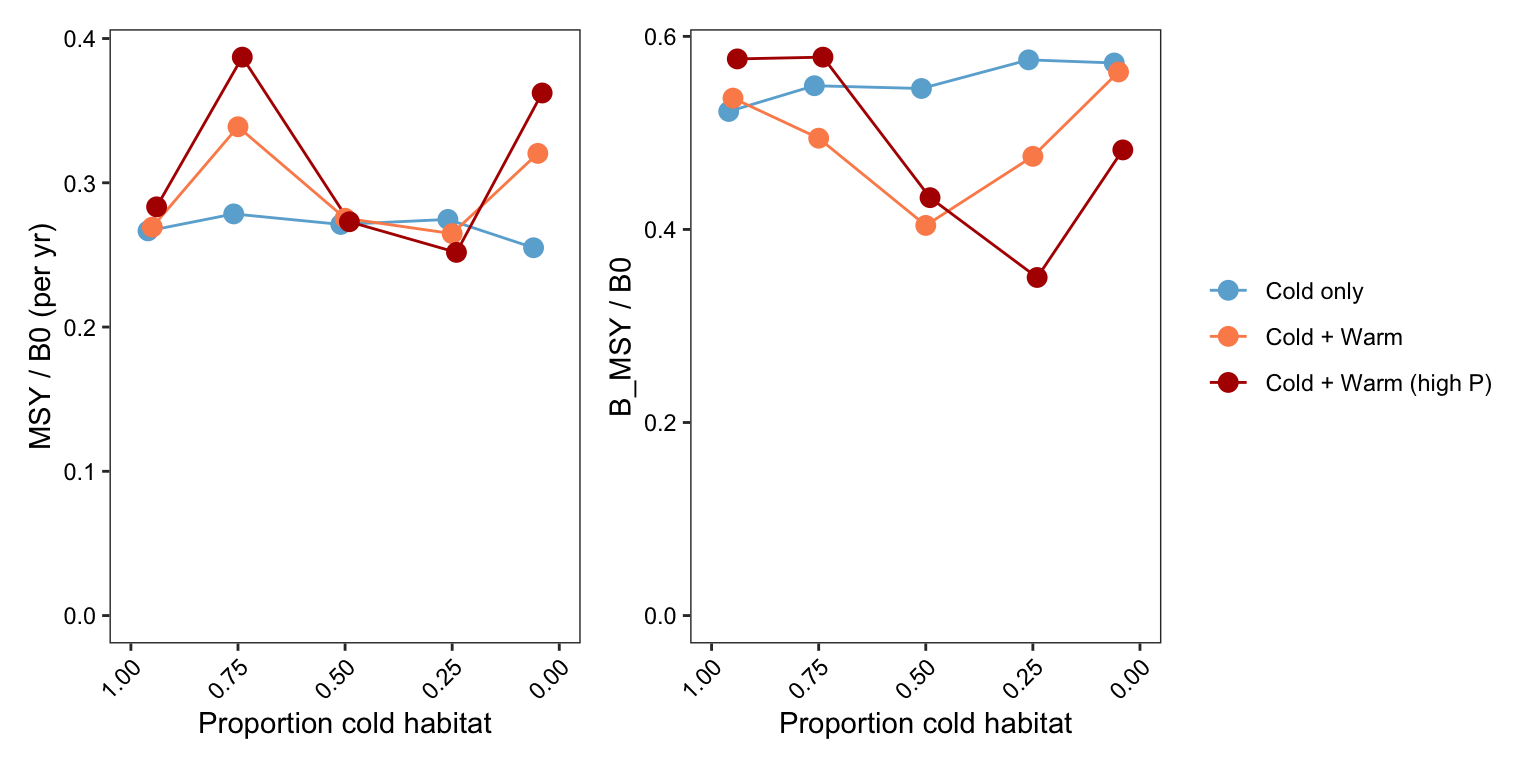 MSY / B0 (per yr)
0.4
0.3
0.2
0.1
0.0
1.00
0.75
0.50
0.25
0.00
Proportion cold habitat
B_MSY / B0
0.6
0.4
0.2
0.0
1.00
0.75
0.50
0.25
0.00
Proportion cold habitat
Cold only
Cold + Warm
Cold + Warm (high P)